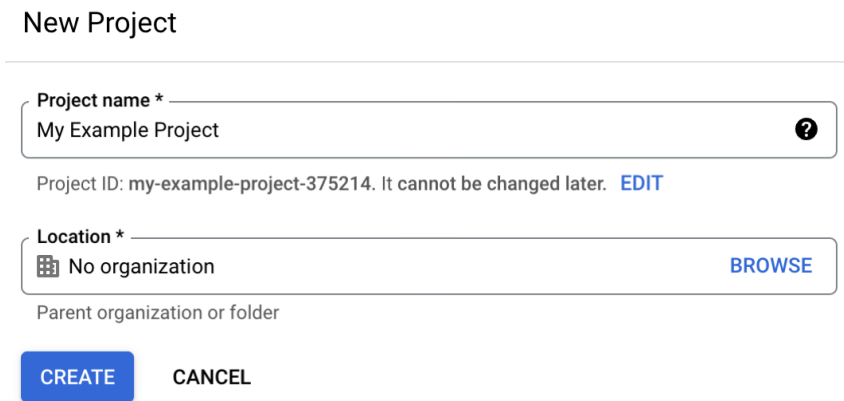 New Project
Project name *
My Example Project
Project ID: my-example-project-375214. It cannot be changed later. EDIT
Location *
No organization BROWSE
Parent organization or folder
CREATE CANCEL